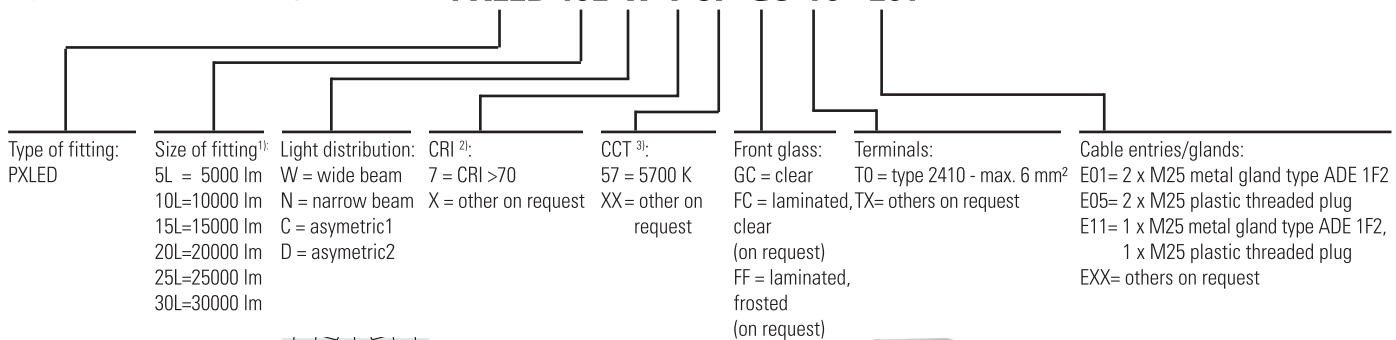 Type of fitting:
PXLED
Size of fitting1):
5L = 5000 lm
10L=10000 lm
15L=15000 lm
20L=20000 lm
25L=25000 lm
30L=30000 lm
Light distribution:
W = wide beam
N = narrow beam
C = asymetric1
D = asymetric2
CRI 2):
7 = CRI >70
X = other on request
CCT 3):
57 = 5700 K
XX = other on
request
Front glass:
GC = clear
FC = laminated,
clear
(on request)
FF = laminated,
frosted
(on request)
Terminals:
T0 = type 2410 - max. 6 mm²
TX= others on request
Cable entries/glands:
E01= 2 x M25 metal gland type ADE 1F2
E05= 2 x M25 plastic threaded plug
E11= 1 x M25 metal gland type ADE 1F2,
1 x M25 plastic threaded plug
EXX= others on request